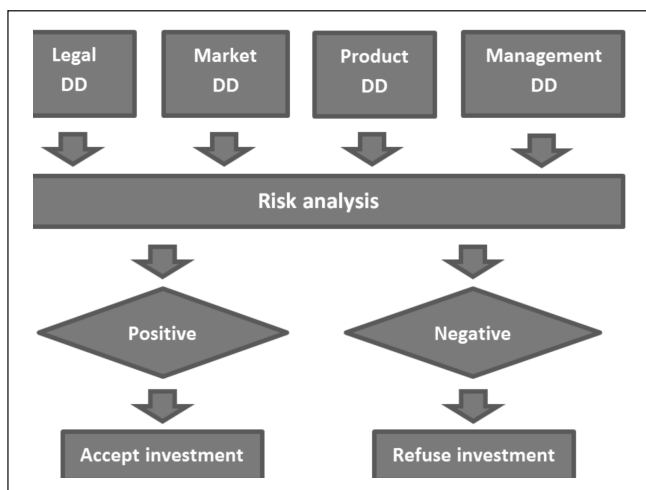 Legal
DD
Market
DD
Product
DD
Management
DD
Risk analysis
Positive
Negative
Accept investment
Refuse investment